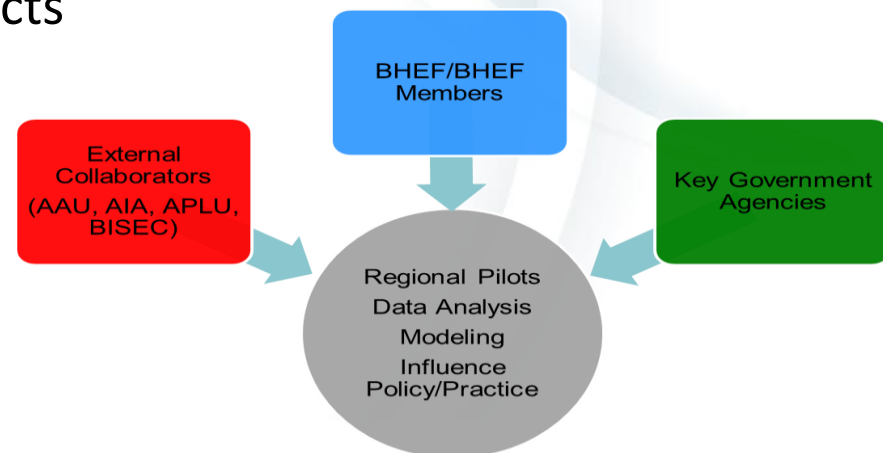 cts
BHEF/BHEF
Members
External
Collaborators
(AAU, AIA, APLU,
BISEC)
Key Government
Agencies
Regional Pilots
Data Analysis
Modeling
Influence
Policy/Practice